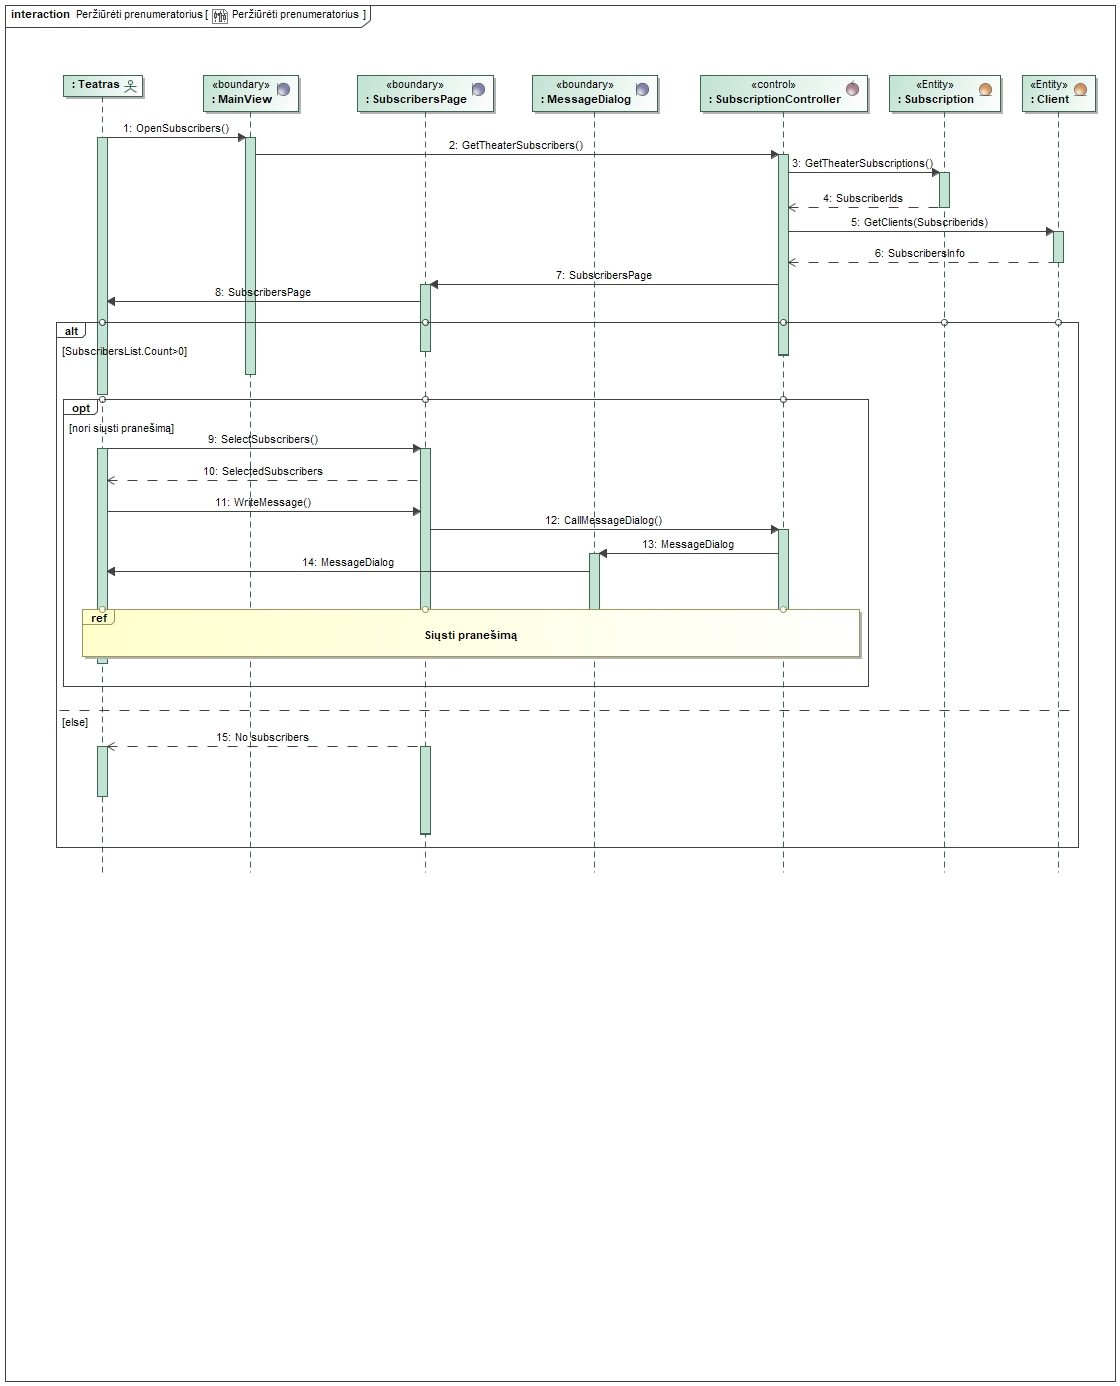 interaction Peržiūrėti prenumeratorius [ Peržiūrėti prenumeratorius ]
: Teatras
«boundary»
: MainView
«boundary»
: SubscribersPage
«boundary»
: MessageDialog
«control»
: SubscriptionController
«Entity»
: Subscription
«Entity»
: Client
1: OpenSubscribers()
2: GetTheaterSubscribers()
3: GetTheaterSubscriptions()
4: SubscriberIds
5: GetClients(Subscriberids)
6: SubscribersInfo
7: SubscribersPage
8: SubscribersPage
alt
[SubscribersList.Count>0]
opt
[nori siųsti pranešimą]
9: SelectSubscribers()
10: SelectedSubscribers
11: WriteMessage()
12: CallMessageDialog()
13: MessageDialog
14: MessageDialog
ref
Siųsti pranešimą
[else]
15: No subscribers